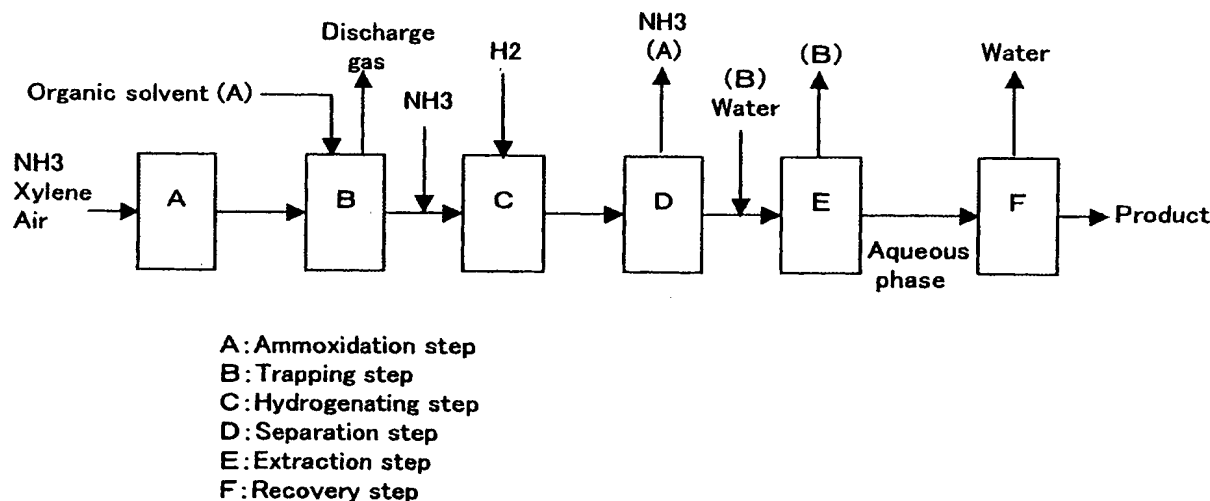 Discharge
gas
Organic solvent (A)
NH3
H2
NH3
(A)
(B)
Water
(B)
Water
NH3
Xylene
Air
A
B
C
D
E
F
Product
Aqueous
phase
A:Ammoxidation step
B:Trapping step
C:Hydrogenating step
D:Separation step
E:Extraction step
F:Recovery step